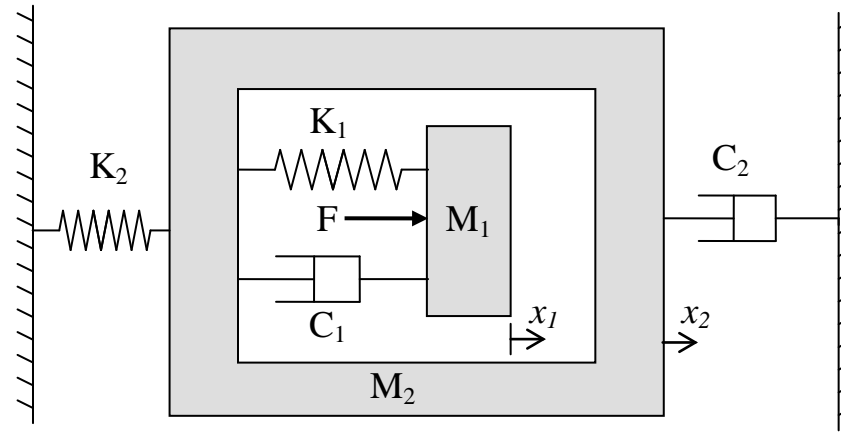 K₁
K₂
C₂
F
M₁
C₁
x₁
x₂
M₂